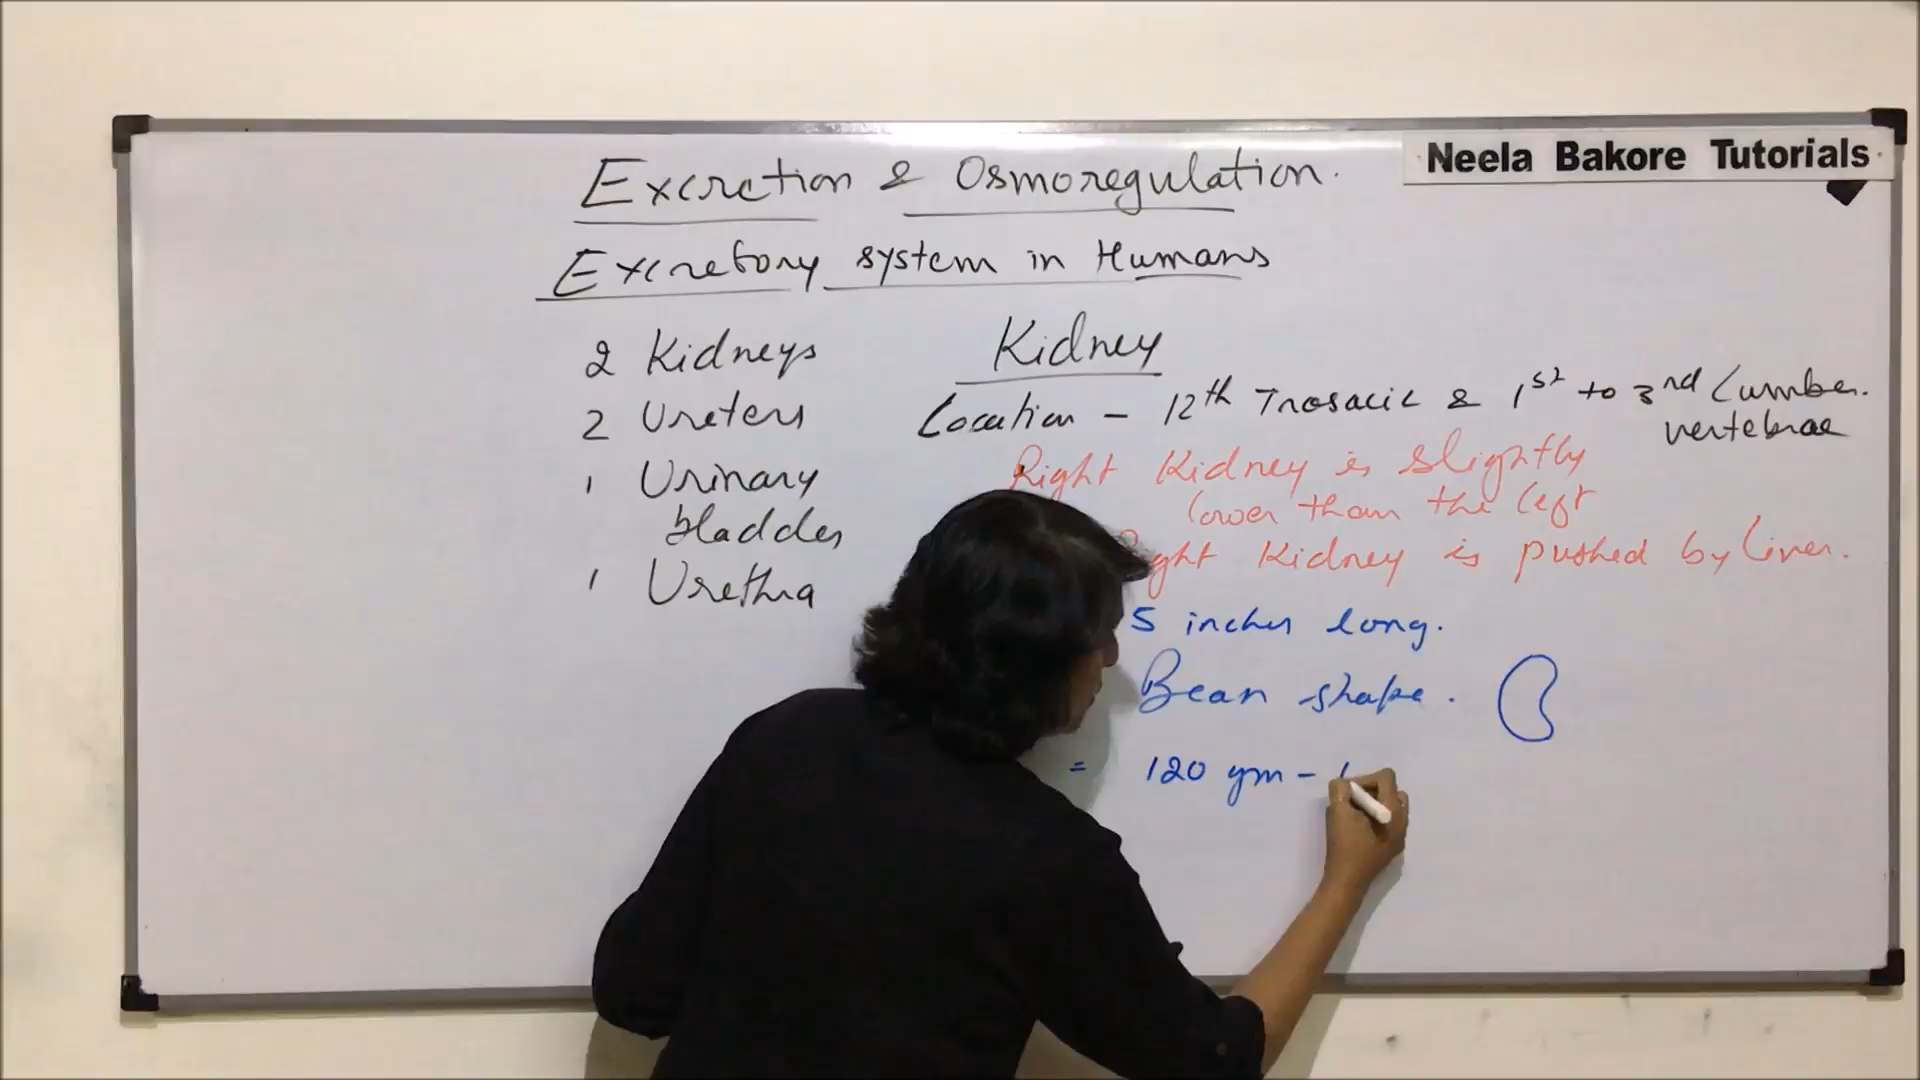 Neela Bakore Tutorials
Excretion & Osmoregulation.
Excretory system in Humans
2 Kidneys
2 Ureters
1 Urinary
bladder
1 Urethra
Kidney
Location - 12th Trosacic & 1st to 3rd Lumber.
vertebrae
Right Kidney is slightly
lower than the left
Kidney is pushed by Liver.
5 inches long.
Bean shape.
= 120 gm -